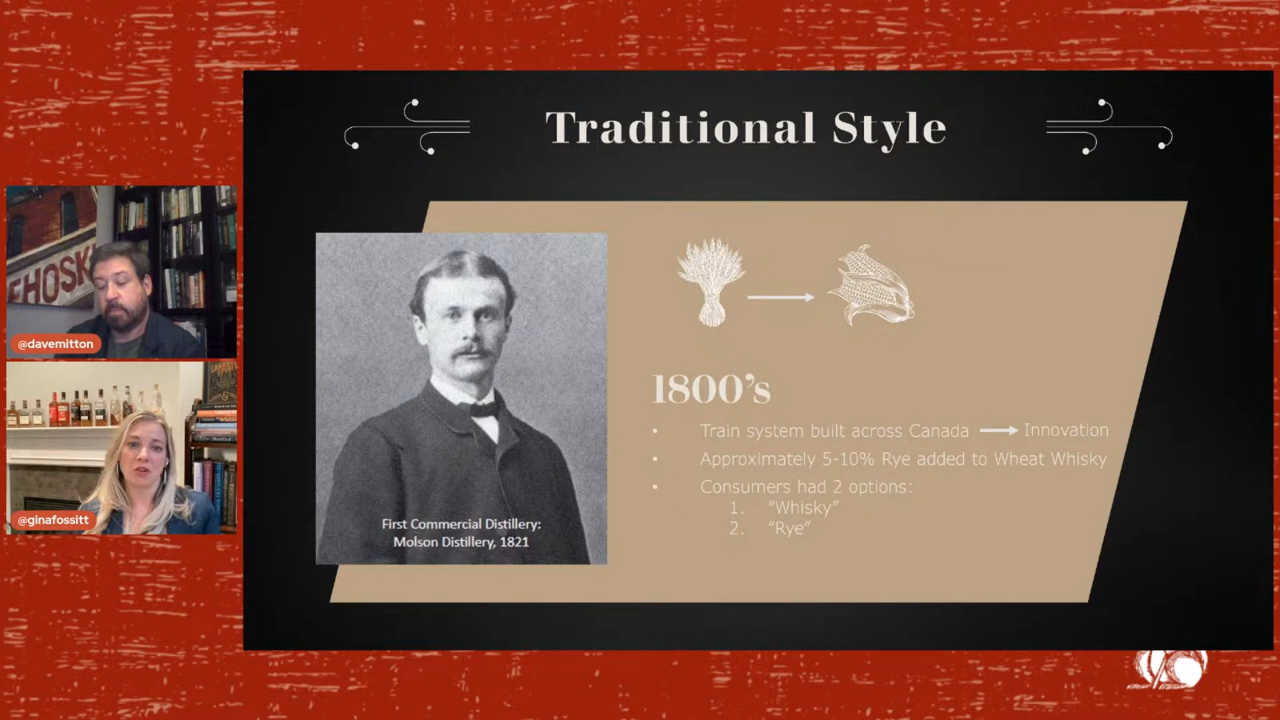 Traditional Style
EHOSK
@davemitton
@ginafossitt
First Commercial Distillery:
Molson Distillery, 1821
1800's
• Train system built across Canada → Innovation
• Approximately 5-10% Rye added to Wheat Whisky
• Consumers had 2 options:
1. “Whisky”
2. “Rye”